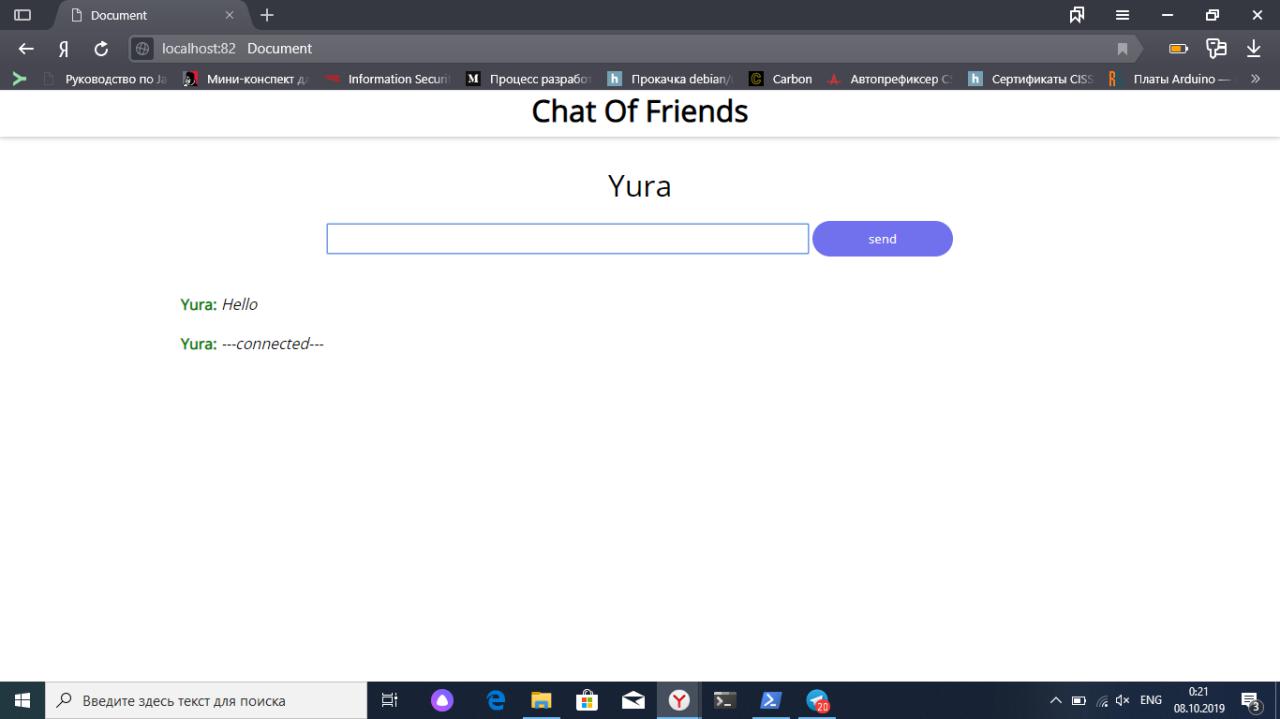 Document
localhost:82 Document
Руководство по Ja
Мини-конспект д
Information Securi
M Процесс разрабо
h Прокачка debian/
C Carbon
Автопрефиксер C
h Сертификаты CISS
R Платы Arduino —
Chat Of Friends
Yura
send
Yura: Hello
Yura: ---connected---
Введите здесь текст для поиска
20
ENG
0:21
08.10.2019
3